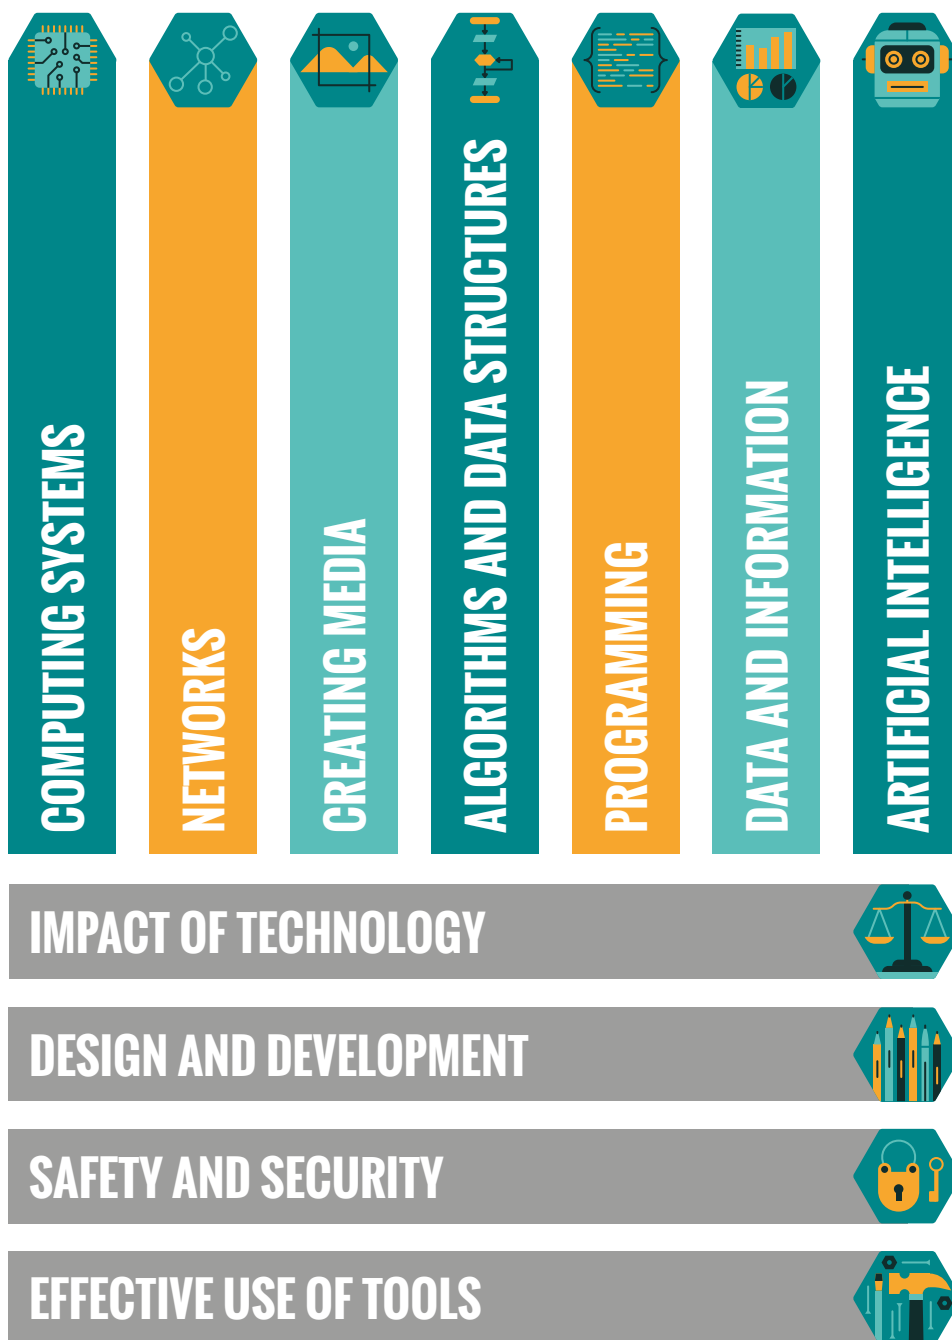 COMPUTING SYSTEMS
NETWORKS
CREATING MEDIA
ALGORITHMS AND DATA STRUCTURES
PROGRAMMING
DATA AND INFORMATION
ARTIFICIAL INTELLIGENCE
IMPACT OF TECHNOLOGY
DESIGN AND DEVELOPMENT
SAFETY AND SECURITY
EFFECTIVE USE OF TOOLS